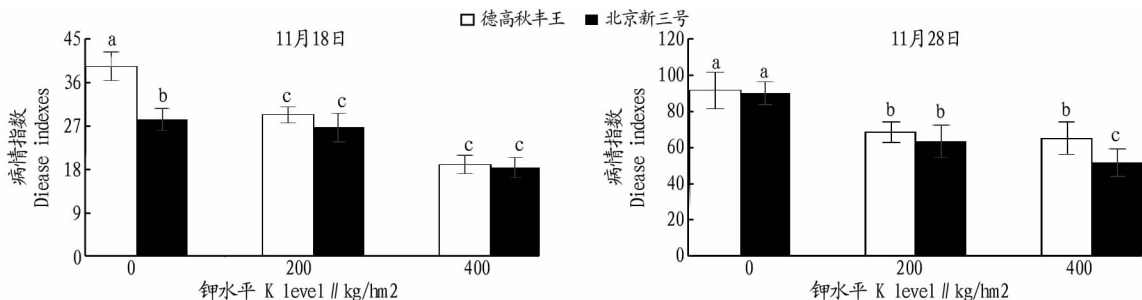 德高秋丰王 北京新三号
11月18日
45
36
27
18
9
0
a
b
c
c
c
c
0 200 400
钾水平 K level∥kg/hm2
病情指数
Diease indexes
11月28日
120
100
80
60
40
20
0
a
a
b
b
b
c
0 200 400
钾水平 K level∥kg/hm2
病情指数
Disease indexes